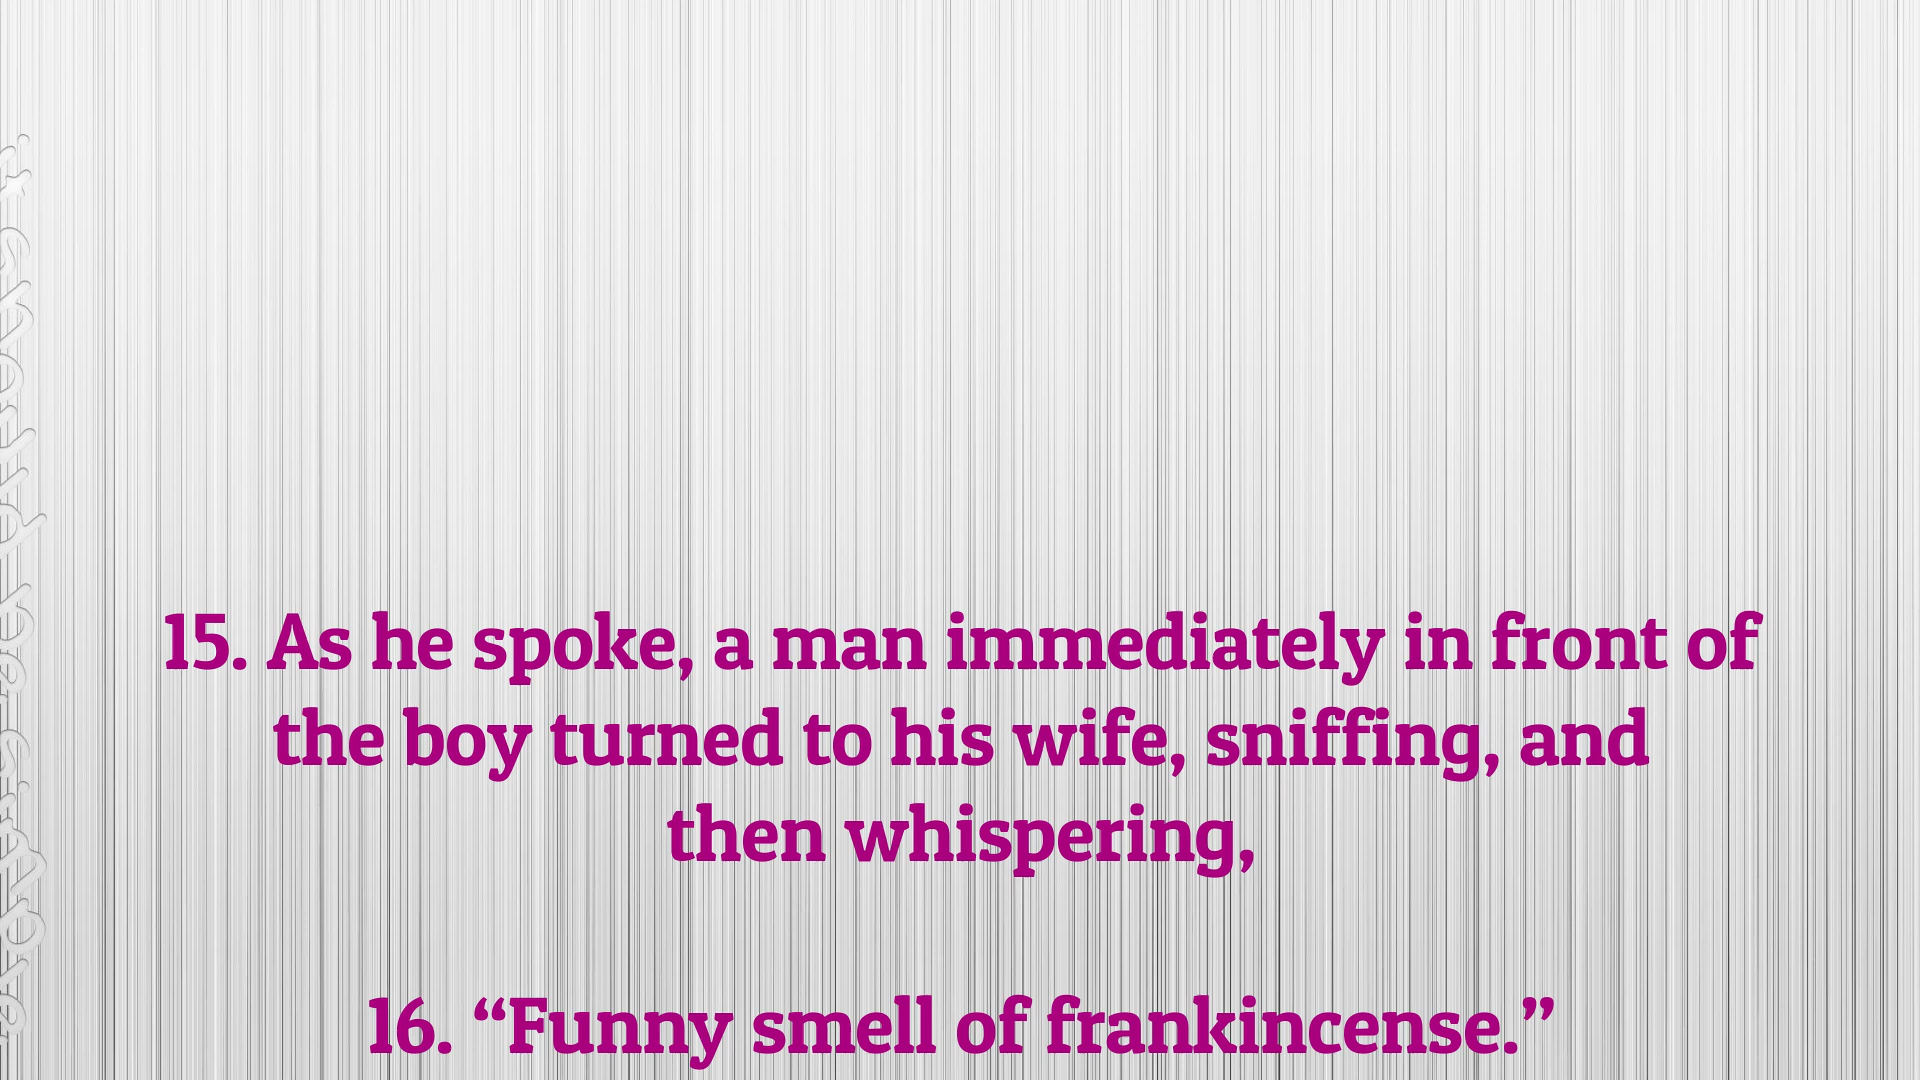 15. As he spoke, a man immediately in front of
the boy turned to his wife, sniffing, and
then whispering,
16. “Funny smell of frankincense.”